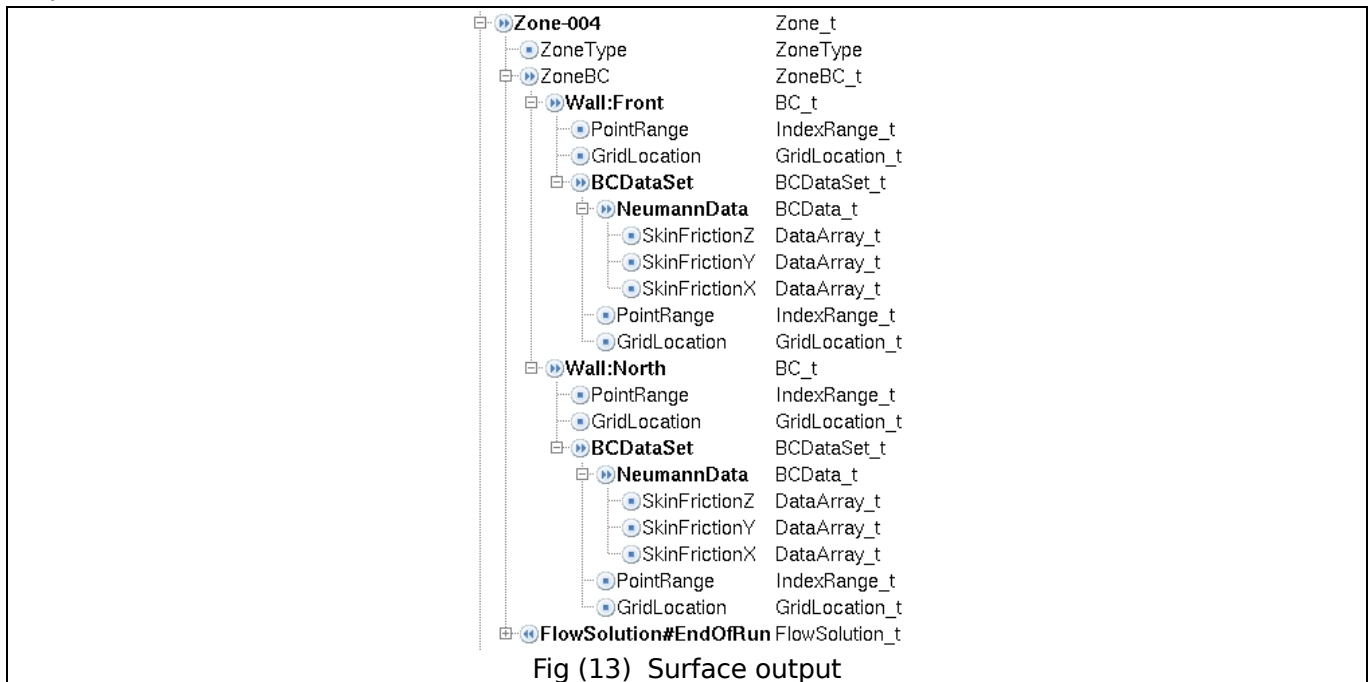 Zone-004 Zone_t
ZoneType ZoneType
ZoneBC ZoneBC_t
Wall:Front BC_t
PointRange IndexRange_t
GridLocation GridLocation_t
BCDataSet BCDataSet_t
NeumannData BCData_t
SkinFrictionZ DataArray_t
SkinFrictionY DataArray_t
SkinFrictionX DataArray_t
PointRange IndexRange_t
GridLocation GridLocation_t
Wall:North BC_t
PointRange IndexRange_t
GridLocation GridLocation_t
BCDataSet BCDataSet_t
NeumannData BCData_t
SkinFrictionZ DataArray_t
SkinFrictionY DataArray_t
SkinFrictionX DataArray_t
PointRange IndexRange_t
GridLocation GridLocation_t
FlowSolution#EndOfRun FlowSolution_t
Fig (13) Surface output